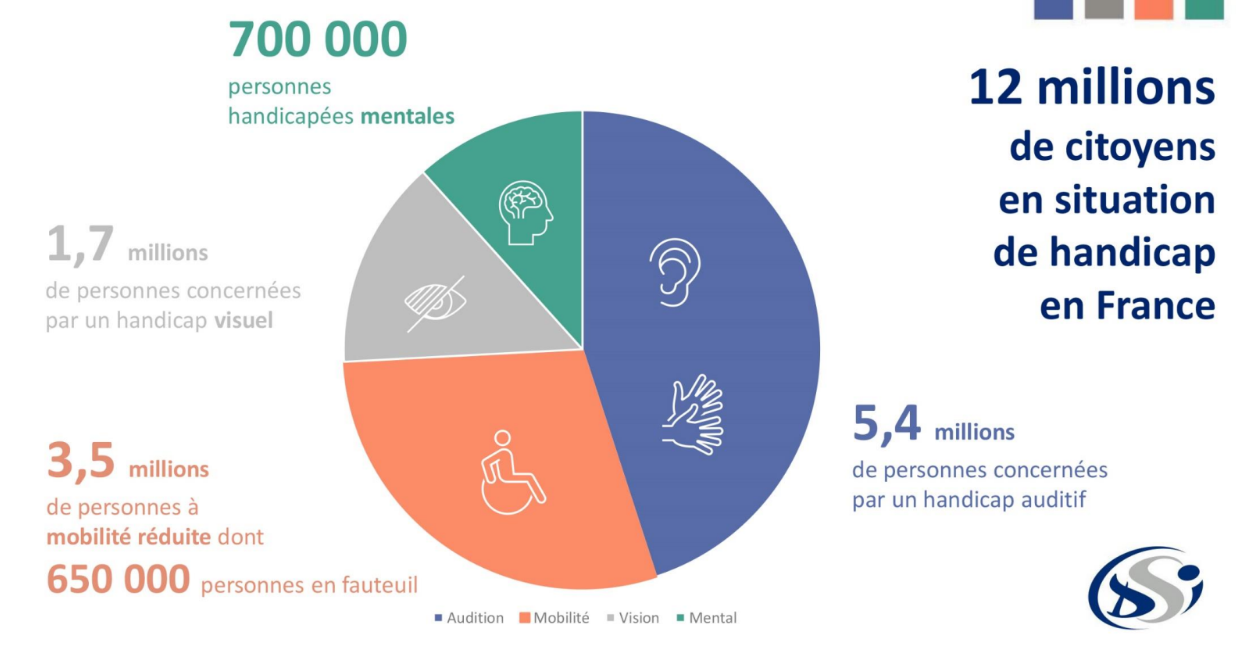 700 000
personnes
handicapées mentales
12 millions
de citoyens
en situation
de handicap
en France
1,7 millions
de personnes concernées
par un handicap visuel
5,4 millions
de personnes concernées
par un handicap auditif
3,5 millions
de personnes à
mobilité réduite dont
650 000 personnes en fauteuil
Audition Mobilité Vision Mental